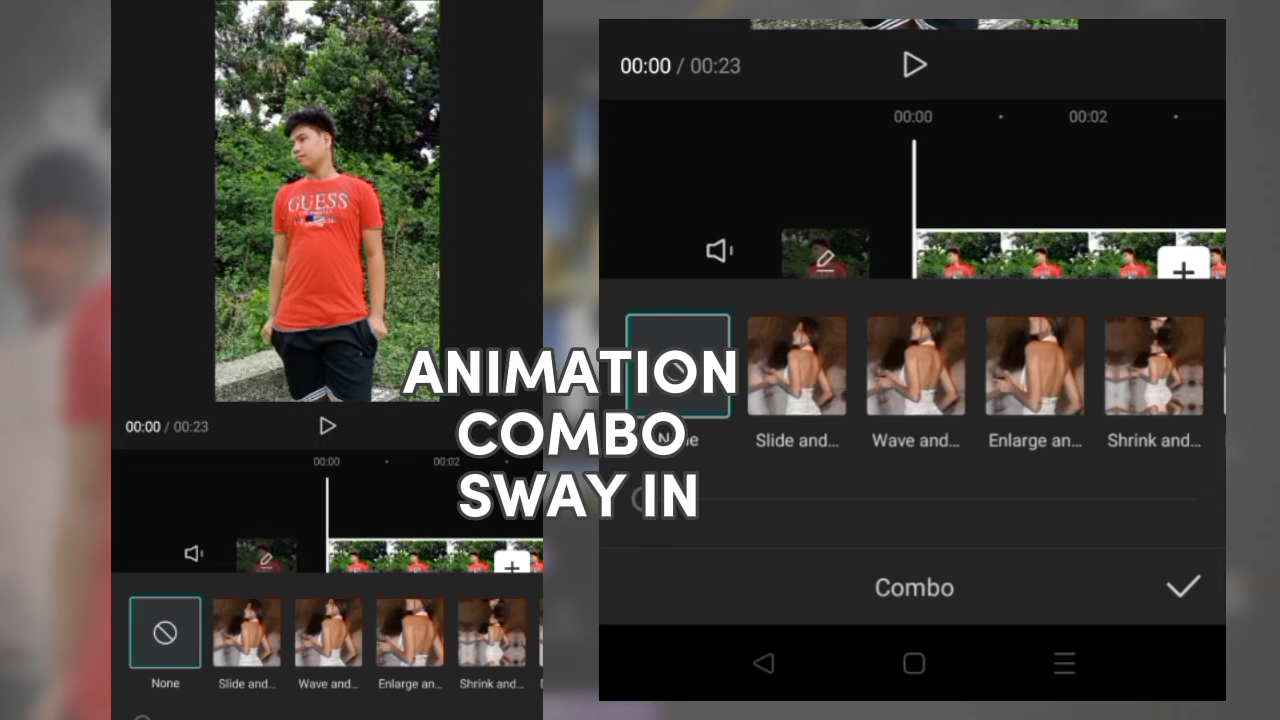 GUESS
00:00 / 00:23
00:00
00:02
None
Slide and...
Wave and...
Enlarge an...
Shrink and...
ANIMATION
COMBO
SWAY IN
00:00 / 00:23
00:00
00:02
Slide and...
Wave and...
Enlarge an...
Shrink and...
Combo